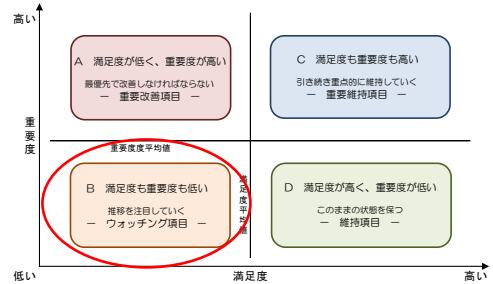 高い
A　満足度が低く、重要度が高い
最優先で改善しなければならない
ー　重要改善項目　ー
C　満足度も重要度も高い
引き続き重点的に維持していく
ー　重要維持項目　ー
重要度
重要度度平均値
満足度平均値
B　満足度も重要度も低い
推移を注目していく
ー　ウォッチング項目　ー
D　満足度が高く、重要度が低い
このままの状態を保つ
ー　維持項目　ー
低い
満足度
高い